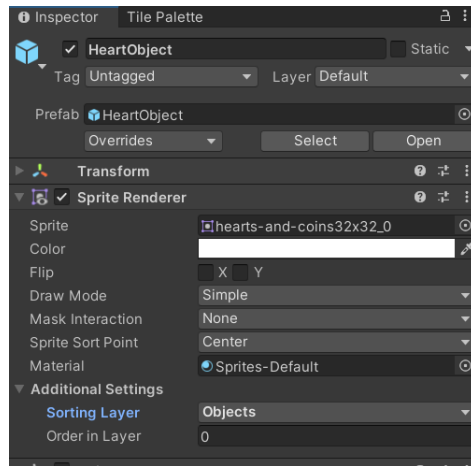 Inspector Tile Palette
HeartObject Static
Tag Untagged Layer Default
Prefab HeartObject
Overrides Select Open
Transform
Sprite Renderer
Sprite hearts-and-coins32x32_0
Color
Flip X Y
Draw Mode Simple
Mask Interaction None
Sprite Sort Point Center
Material Sprites-Default
Additional Settings
Sorting Layer Objects
Order in Layer 0